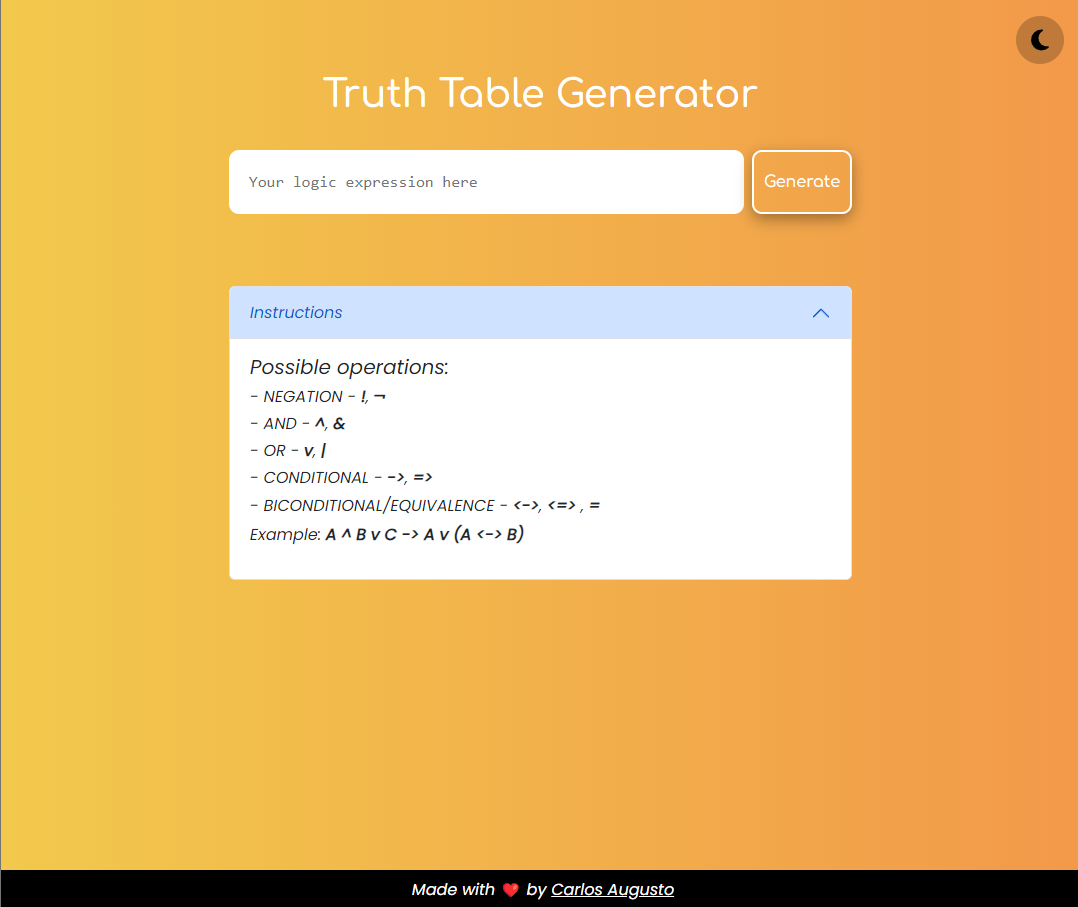 Truth Table Generator
Your logic expression here
Generate
Instructions
Possible operations:
- NEGATION - !, ¬
- AND - ^, &
- OR - v, |
- CONDITIONAL - ->, =>
- BICONDITIONAL/EQUIVALENCE - <->, <=> , =
Example: A ^ B v C -> A v (A <-> B)
Made with ❤️ by Carlos Augusto